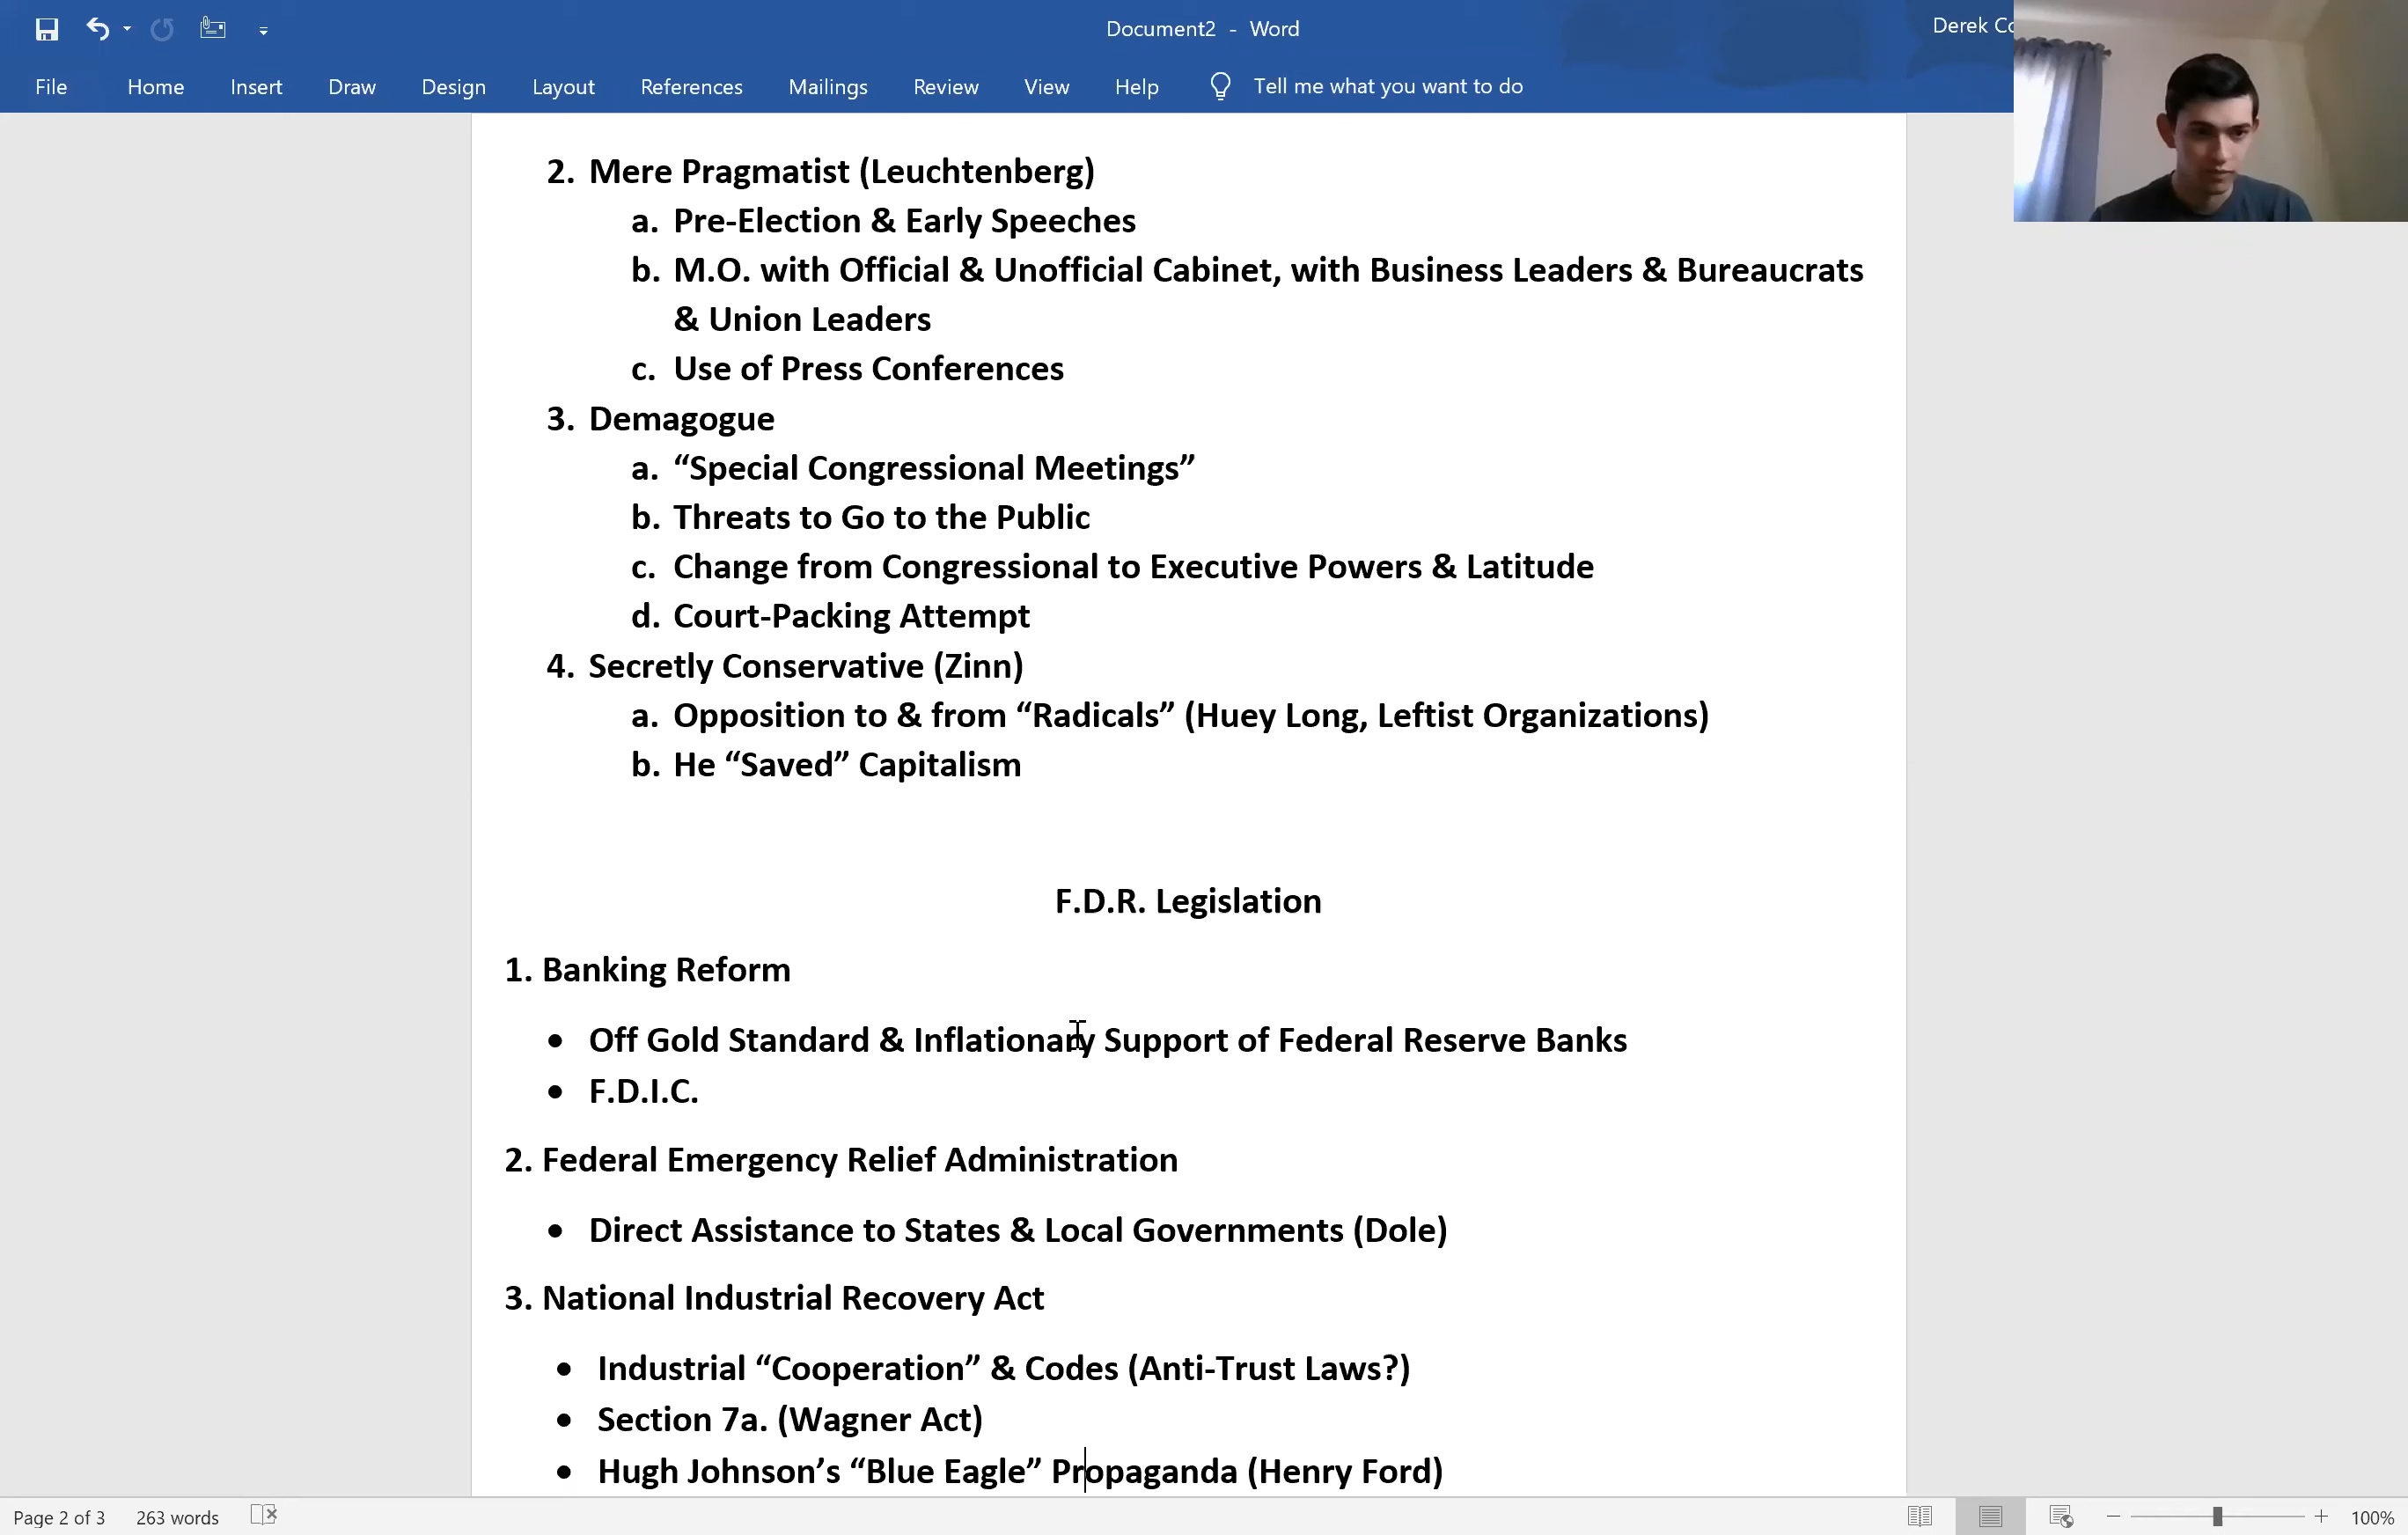 Document2 - Word
Derek Co
File Home Insert Draw Design Layout References Mailings Review View Help Tell me what you want to do
2. Mere Pragmatist (Leuchtenberg)
a. Pre-Election & Early Speeches
b. M.O. with Official & Unofficial Cabinet, with Business Leaders & Bureaucrats
& Union Leaders
c. Use of Press Conferences
3. Demagogue
a. “Special Congressional Meetings”
b. Threats to Go to the Public
c. Change from Congressional to Executive Powers & Latitude
d. Court-Packing Attempt
4. Secretly Conservative (Zinn)
a. Opposition to & from “Radicals” (Huey Long, Leftist Organizations)
b. He “Saved” Capitalism
F.D.R. Legislation
1. Banking Reform
• Off Gold Standard & Inflationary Support of Federal Reserve Banks
• F.D.I.C.
2. Federal Emergency Relief Administration
• Direct Assistance to States & Local Governments (Dole)
3. National Industrial Recovery Act
• Industrial “Cooperation” & Codes (Anti-Trust Laws?)
• Section 7a. (Wagner Act)
• Hugh Johnson’s “Blue Eagle” Propaganda (Henry Ford)
Page 2 of 3 263 words 100%